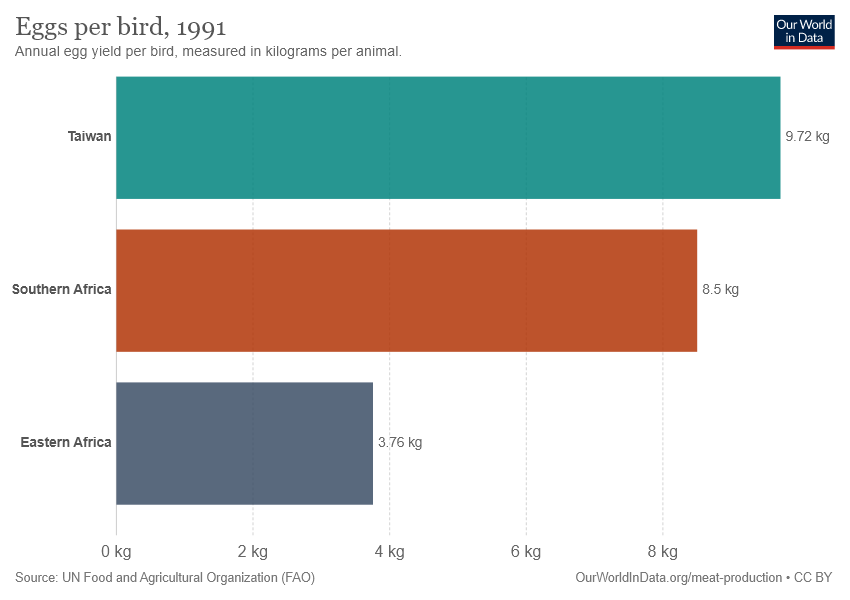 Eggs per bird, 1991
Annual egg yield per bird, measured in kilograms per animal.
Our World
in Data
Taiwan
9.72 kg
Southern Africa
8.5 kg
Eastern Africa
3.76 kg
0 kg
2 kg
4 kg
6 kg
8 kg
Source: UN Food and Agricultural Organization (FAO)
OurWorldInData.org/meat-production • CC BY